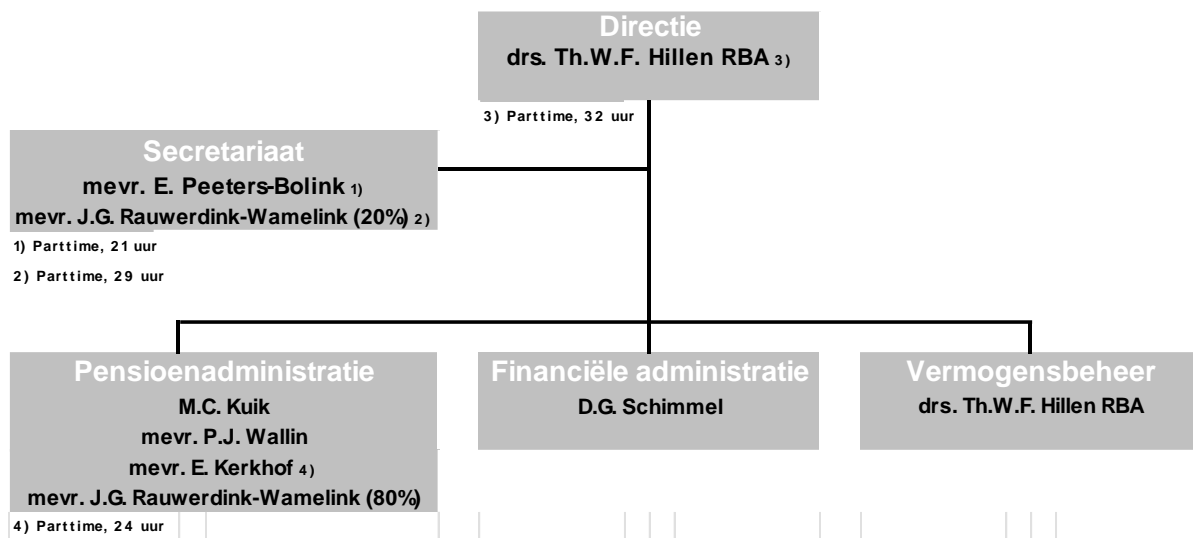 Directie
drs. Th.W.F. Hillen RBA 3)
3) Parttime, 32 uur
Secretariaat
mevr. E. Peeters-Bolink 1)
mevr. J.G. Rauwerdink-Wamelink (20%) 2)
1) Parttime, 21 uur
2) Parttime, 29 uur
Pensioenadministratie
M.C. Kuik
mevr. P.J. Wallin
mevr. E. Kerkhof 4)
mevr. J.G. Rauwerdink-Wamelink (80%)
4) Parttime, 24 uur
Financiële administratie
D.G. Schimmel
Vermogensbeheer
drs. Th.W.F. Hillen RBA